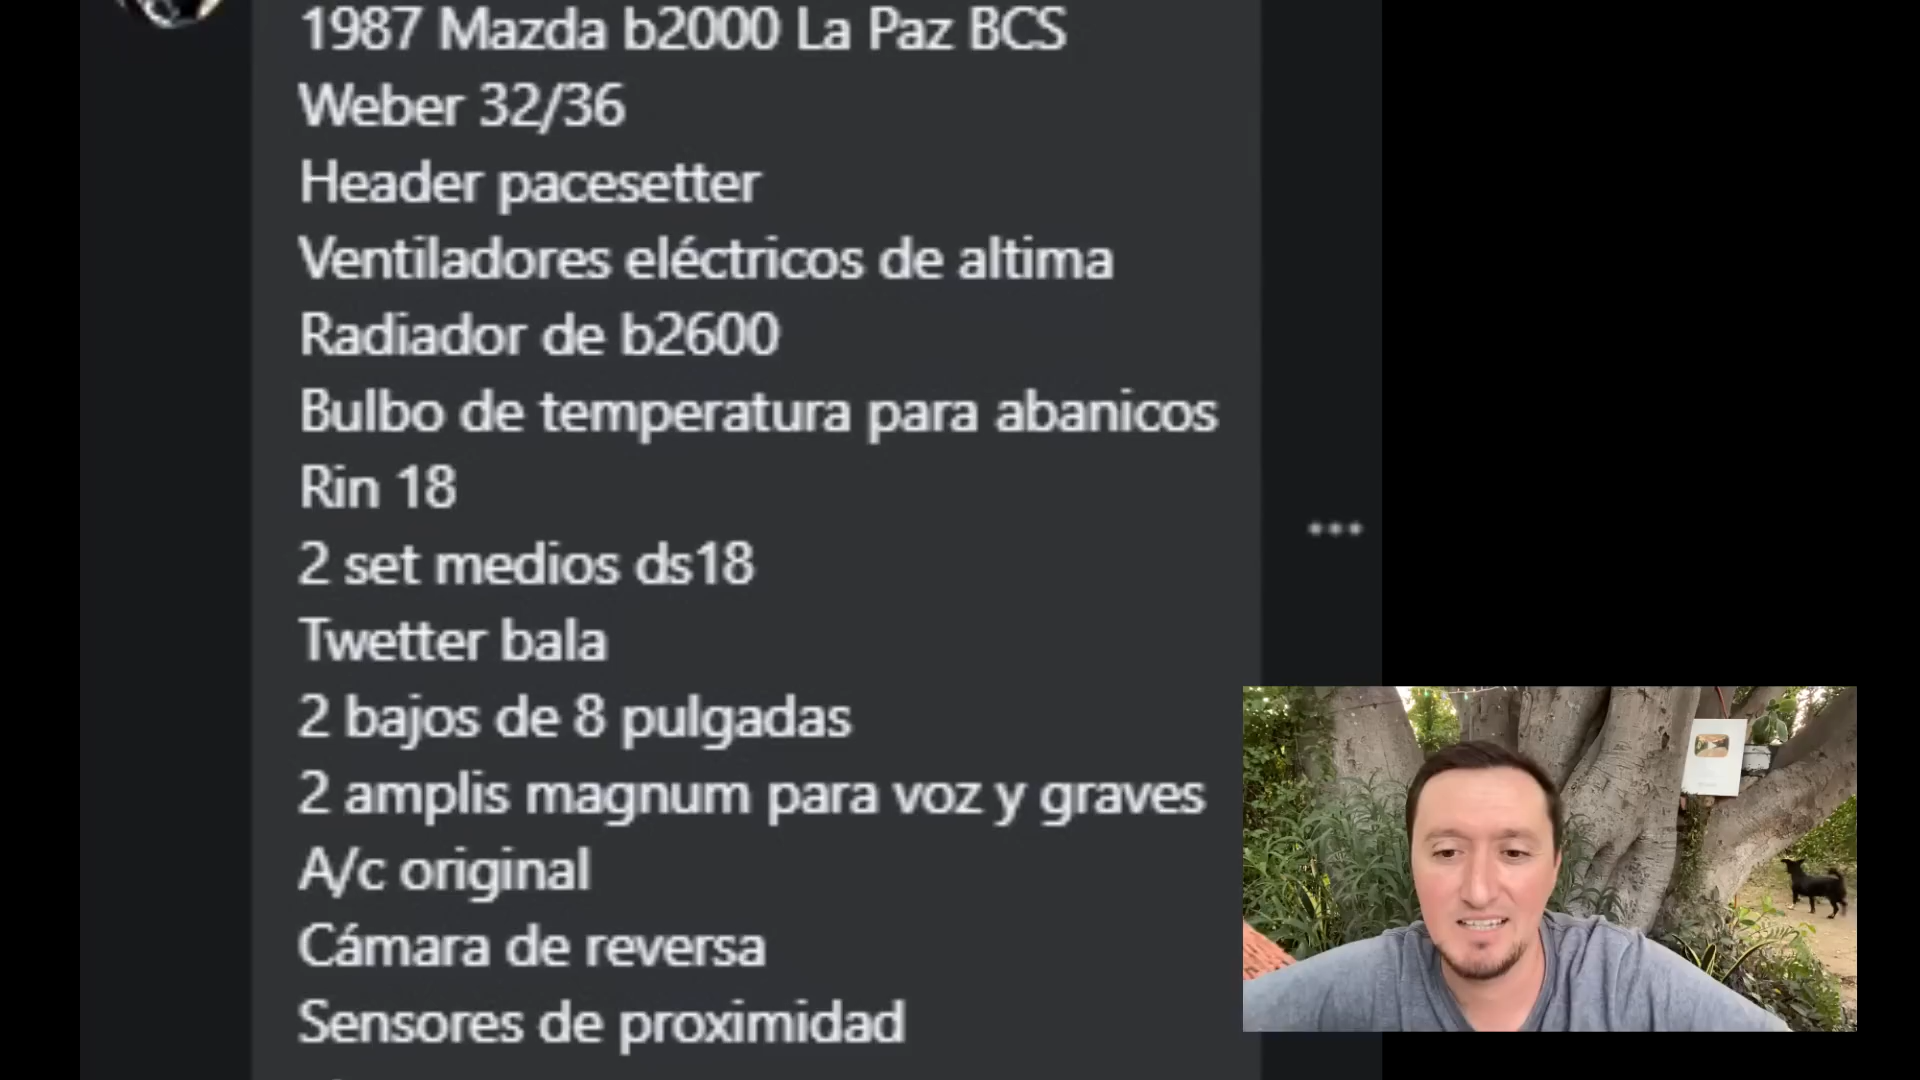 1987 Mazda b2000 La Paz BCS
Weber 32/36
Header pacesetter
Ventiladores eléctricos de altima
Radiador de b2600
Bulbo de temperatura para abanicos
Rin 18
2 set medios ds18
Twetter bala
2 bajos de 8 pulgadas
2 amplis magnum para voz y graves
A/c original
Cámara de reversa
Sensores de proximidad